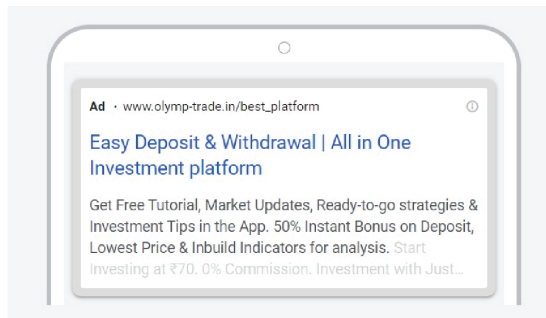 Ad · www.olymp-trade.in/best_platform
Easy Deposit & Withdrawal | All in One
Investment platform
Get Free Tutorial, Market Updates, Ready-to-go strategies &
Investment Tips in the App. 50% Instant Bonus on Deposit,
Lowest Price & Inbuild Indicators for analysis. Start
Investing at ₹70. 0% Commission. Investment with Just...